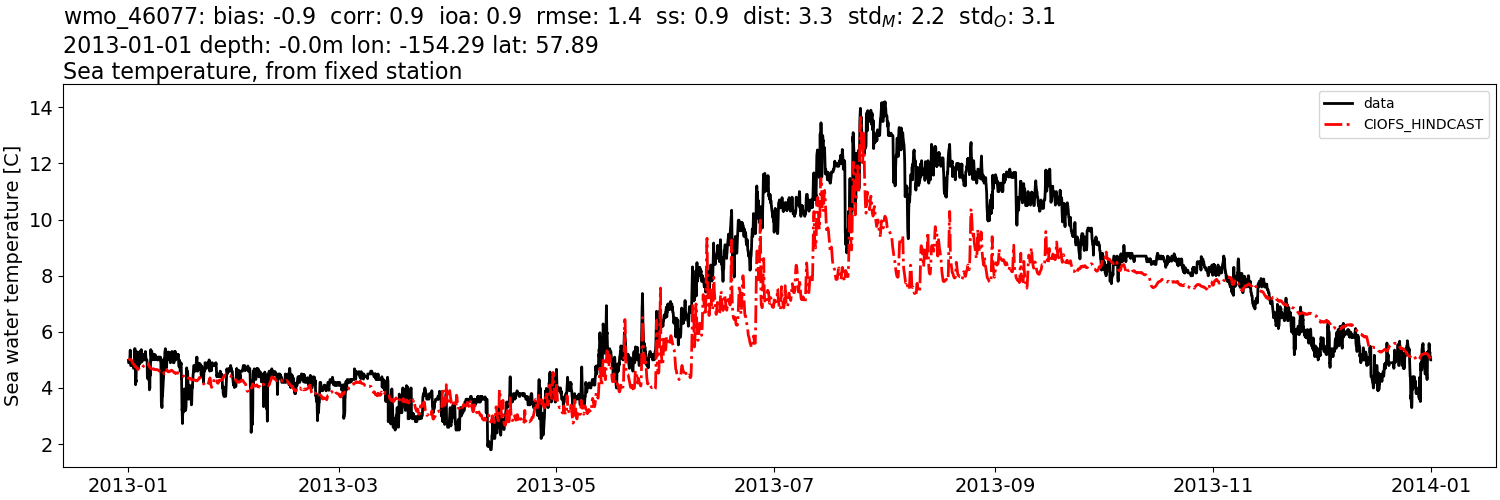 wmo_46077: bias: -0.9  corr: 0.9  ioa: 0.9  rmse: 1.4  ss: 0.9  dist: 3.3  std_M: 2.2  std_O: 3.1
2013-01-01 depth: -0.0m lon: -154.29 lat: 57.89
Sea temperature, from fixed station
data
CIOFS_HINDCAST
Sea water temperature [C]
14
12
10
8
6
4
2
2013-01
2013-03
2013-05
2013-07
2013-09
2013-11
2014-01